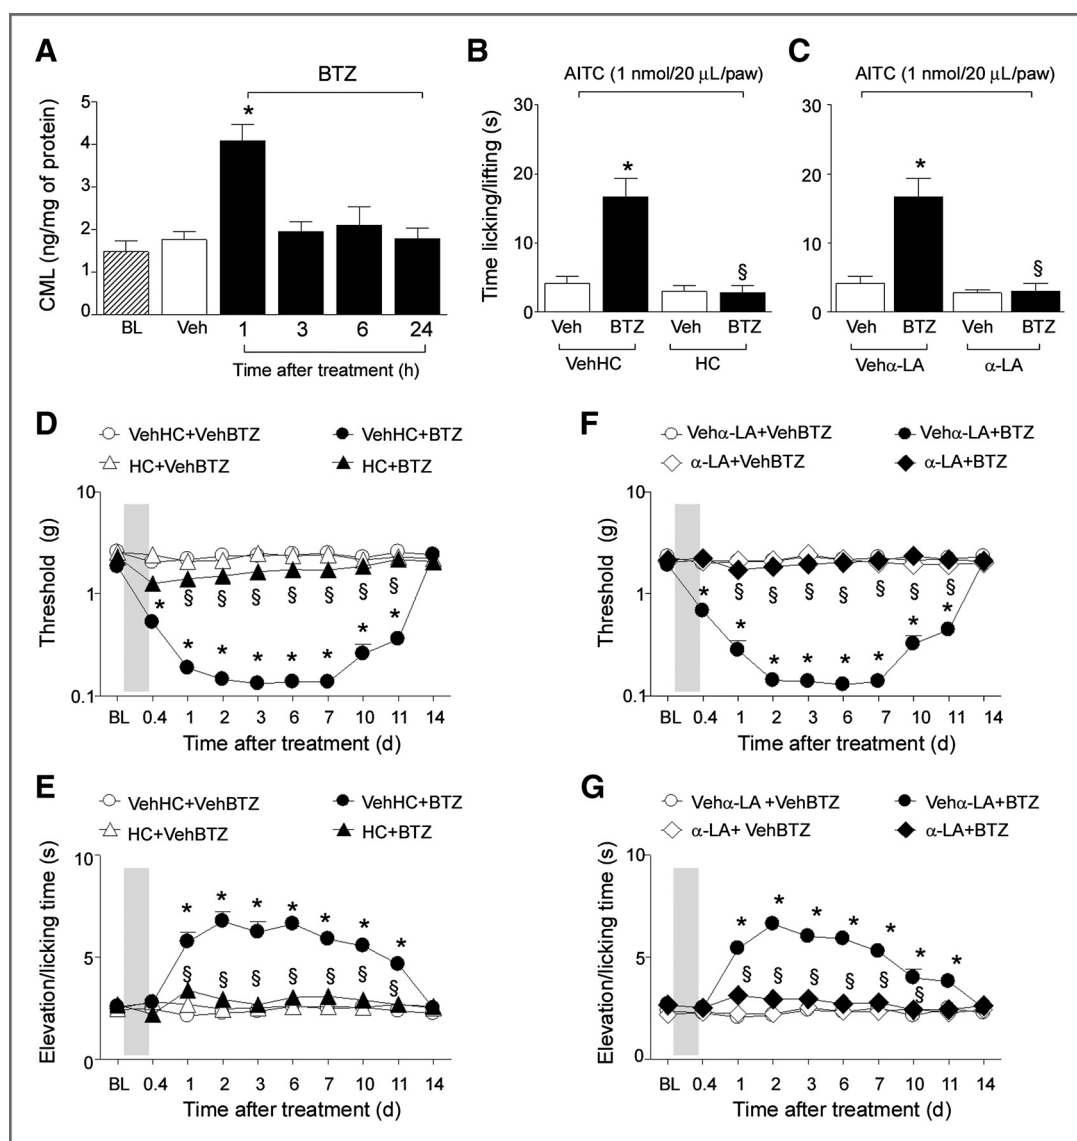 A
BTZ
*
CML (ng/mg of protein)
5
4
3
2
1
0
BL
Veh
1
3
6
24
Time after treatment (h)
B
AITC (1 nmol/20 μL/paw)
Time licking/lifting (s)
30
20
10
0
*
§
Veh
BTZ
Veh
BTZ
VehHC
HC
C
AITC (1 nmol/20 μL/paw)
30
20
10
0
*
§
Veh
BTZ
Veh
BTZ
Vehα-LA
α-LA
D
VehHC+VehBTZ
VehHC+BTZ
HC+VehBTZ
HC+BTZ
Threshold (g)
10
1
0.1
§ § § § § § §
* * * * * * * *
BL 0.4 1 2 3 6 7 10 11 14
Time after treatment (d)
F
Vehα-LA+VehBTZ
Vehα-LA+BTZ
α-LA+VehBTZ
α-LA+BTZ
Threshold (g)
10
1
0.1
§ § § § § § §
* * * * * * * *
BL 0.4 1 2 3 6 7 10 11 14
Time after treatment (d)
E
VehHC+VehBTZ
VehHC+BTZ
HC+VehBTZ
HC+BTZ
Elevation/licking time (s)
10
5
0
* * * * * * *
§ § § § § § §
BL 0.4 1 2 3 6 7 10 11 14
Time after treatment (d)
G
Vehα-LA +VehBTZ
Vehα-LA+BTZ
α-LA+ VehBTZ
α-LA+BTZ
Elevation/licking time (s)
10
5
0
* * * * * * *
§ § § § § §
BL 0.4 1 2 3 6 7 10 11 14
Time after treatment (d)